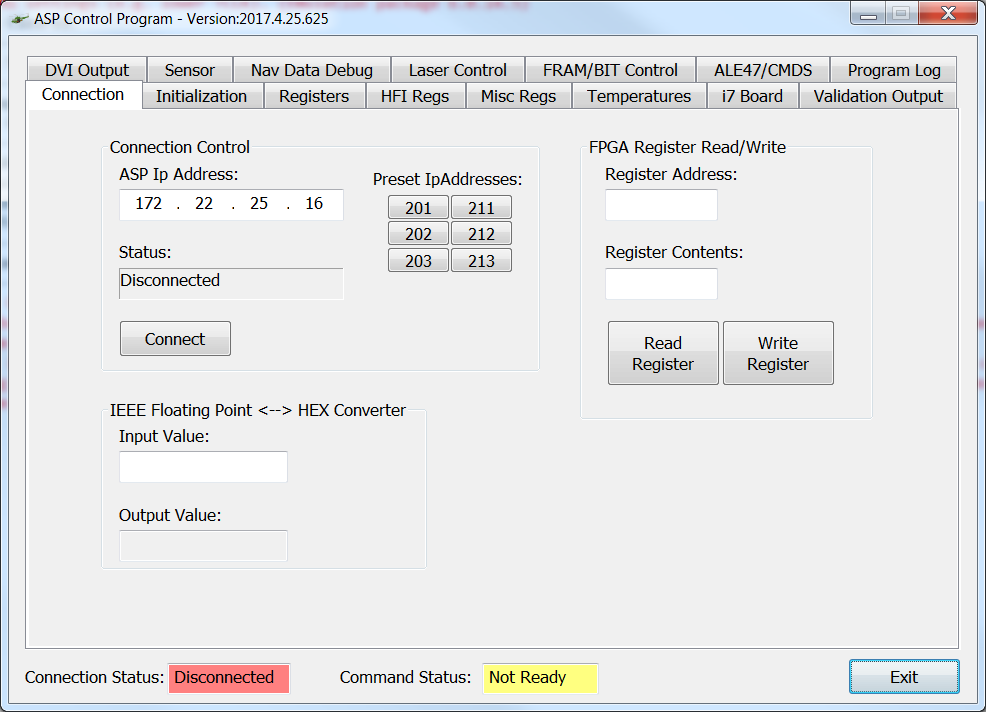 ASP Control Program - Version:2017.4.25.625
DVI Output Sensor Nav Data Debug Laser Control FRAM/BIT Control ALE47/CMDS Program Log
Connection Initialization Registers HFI Regs Misc Regs Temperatures i7 Board Validation Output
Connection Control
ASP Ip Address:
172 . 22 . 25 . 16
Preset IpAddresses:
201 211
202 212
203 213
Status:
Disconnected
Connect
FPGA Register Read/Write
Register Address:
Register Contents:
Read Register
Write Register
IEEE Floating Point <--> HEX Converter
Input Value:
Output Value:
Connection Status: Disconnected Command Status: Not Ready Exit